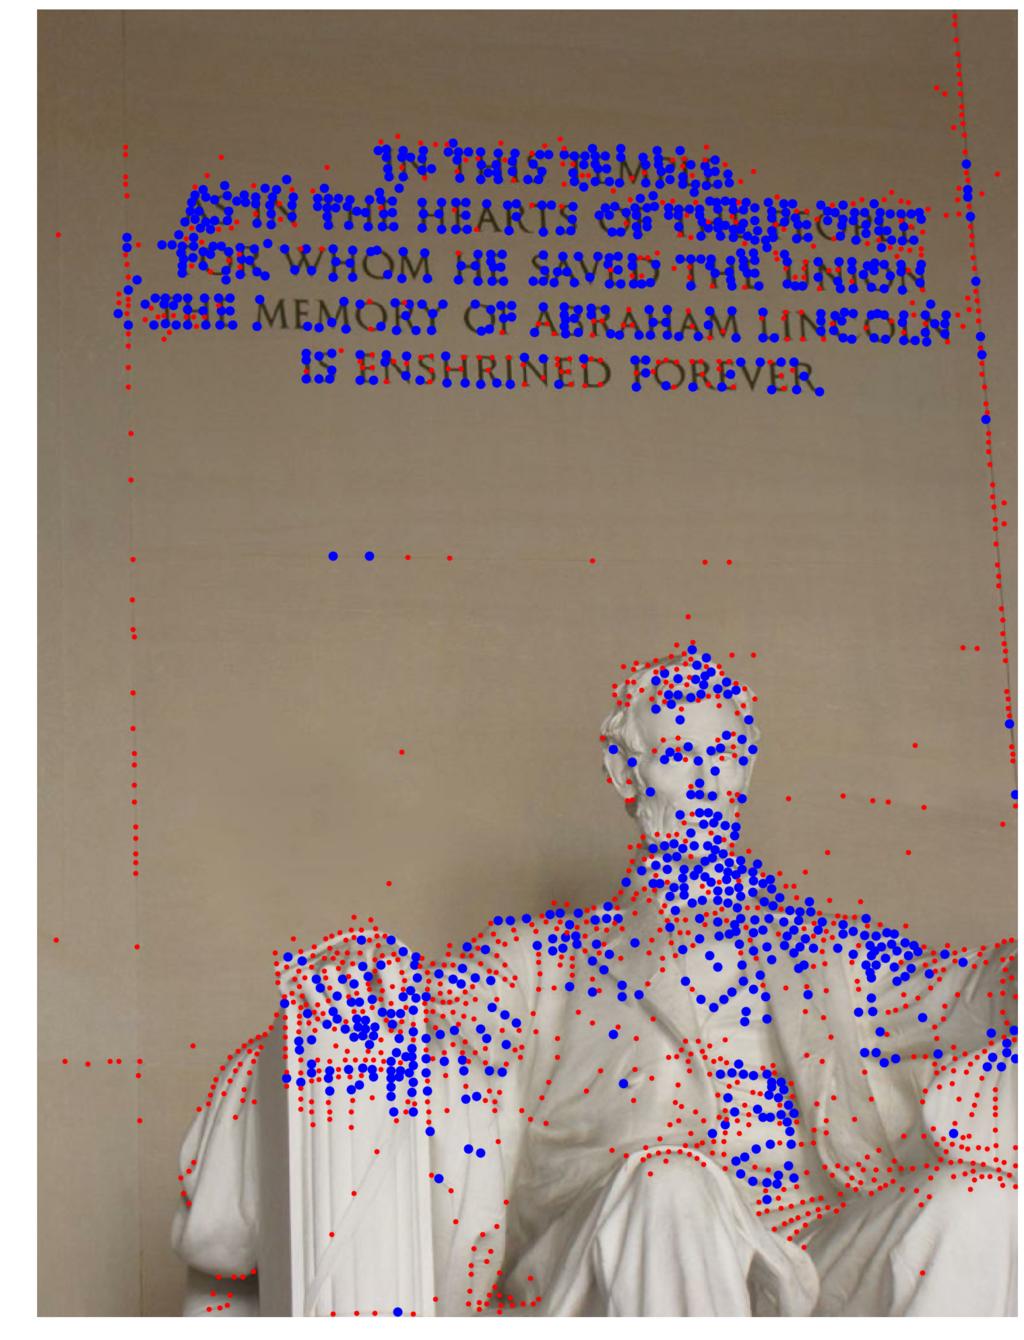 IN THIS TEMPLE
AS IN THE HEARTS OF THE PEOPLE
FOR WHOM HE SAVED THE UNION
THE MEMORY OF ABRAHAM LINCOLN
IS ENSHRINED FOREVER